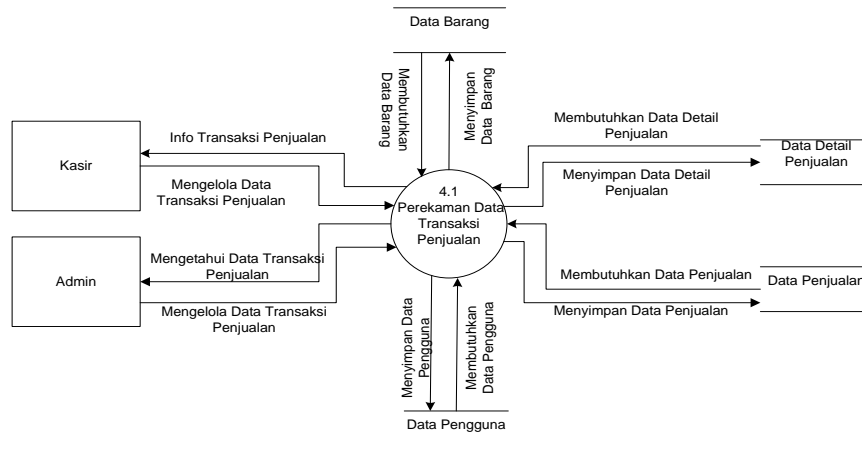 Data Barang
Membutuhkan
Data Barang
Menyimpan
Data Barang
Info Transaksi Penjualan
Kasir
Mengelola Data
Transaksi Penjualan
Membutuhkan Data Detail
Penjualan
Data Detail
Penjualan
Menyimpan Data Detail
Penjualan
4.1
Perekaman Data
Transaksi
Penjualan
Mengetahui Data Transaksi
Penjualan
Admin
Mengelola Data Transaksi
Penjualan
Membutuhkan Data Penjualan
Data Penjualan
Menyimpan Data Penjualan
Menyimpan Data
Pengguna
Membutuhkan
Data Pengguna
Data Pengguna